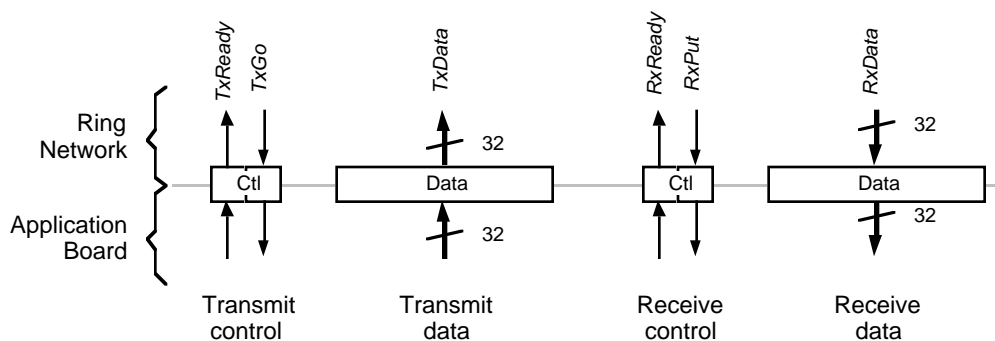 TxReady
TxGo
TxData
RxReady
RxPut
RxData
Ring
Network
32
32
Ctl
Data
Ctl
Data
Application
Board
32
32
Transmit
control
Transmit
data
Receive
control
Receive
data